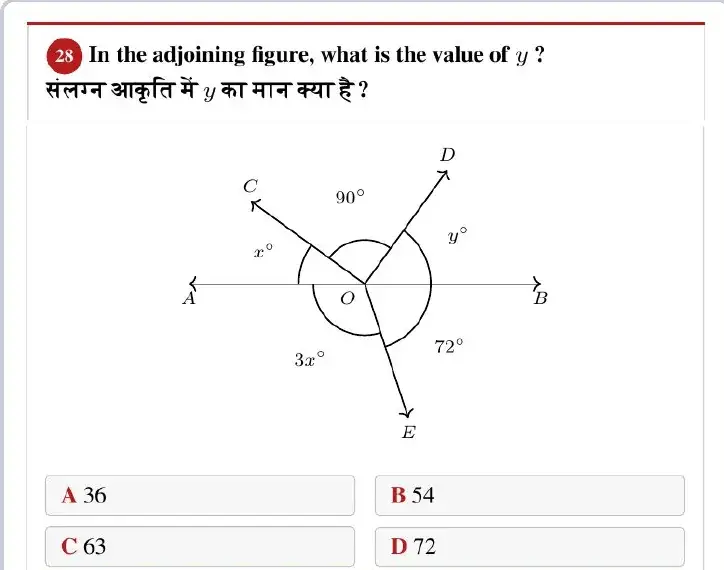 28 In the adjoining figure, what is the value of y ?
संलग्न आकृति में y का मान क्या है ?
D
C
90°
y°
x°
A
O
B
3x°
72°
E
A 36
B 54
C 63
D 72